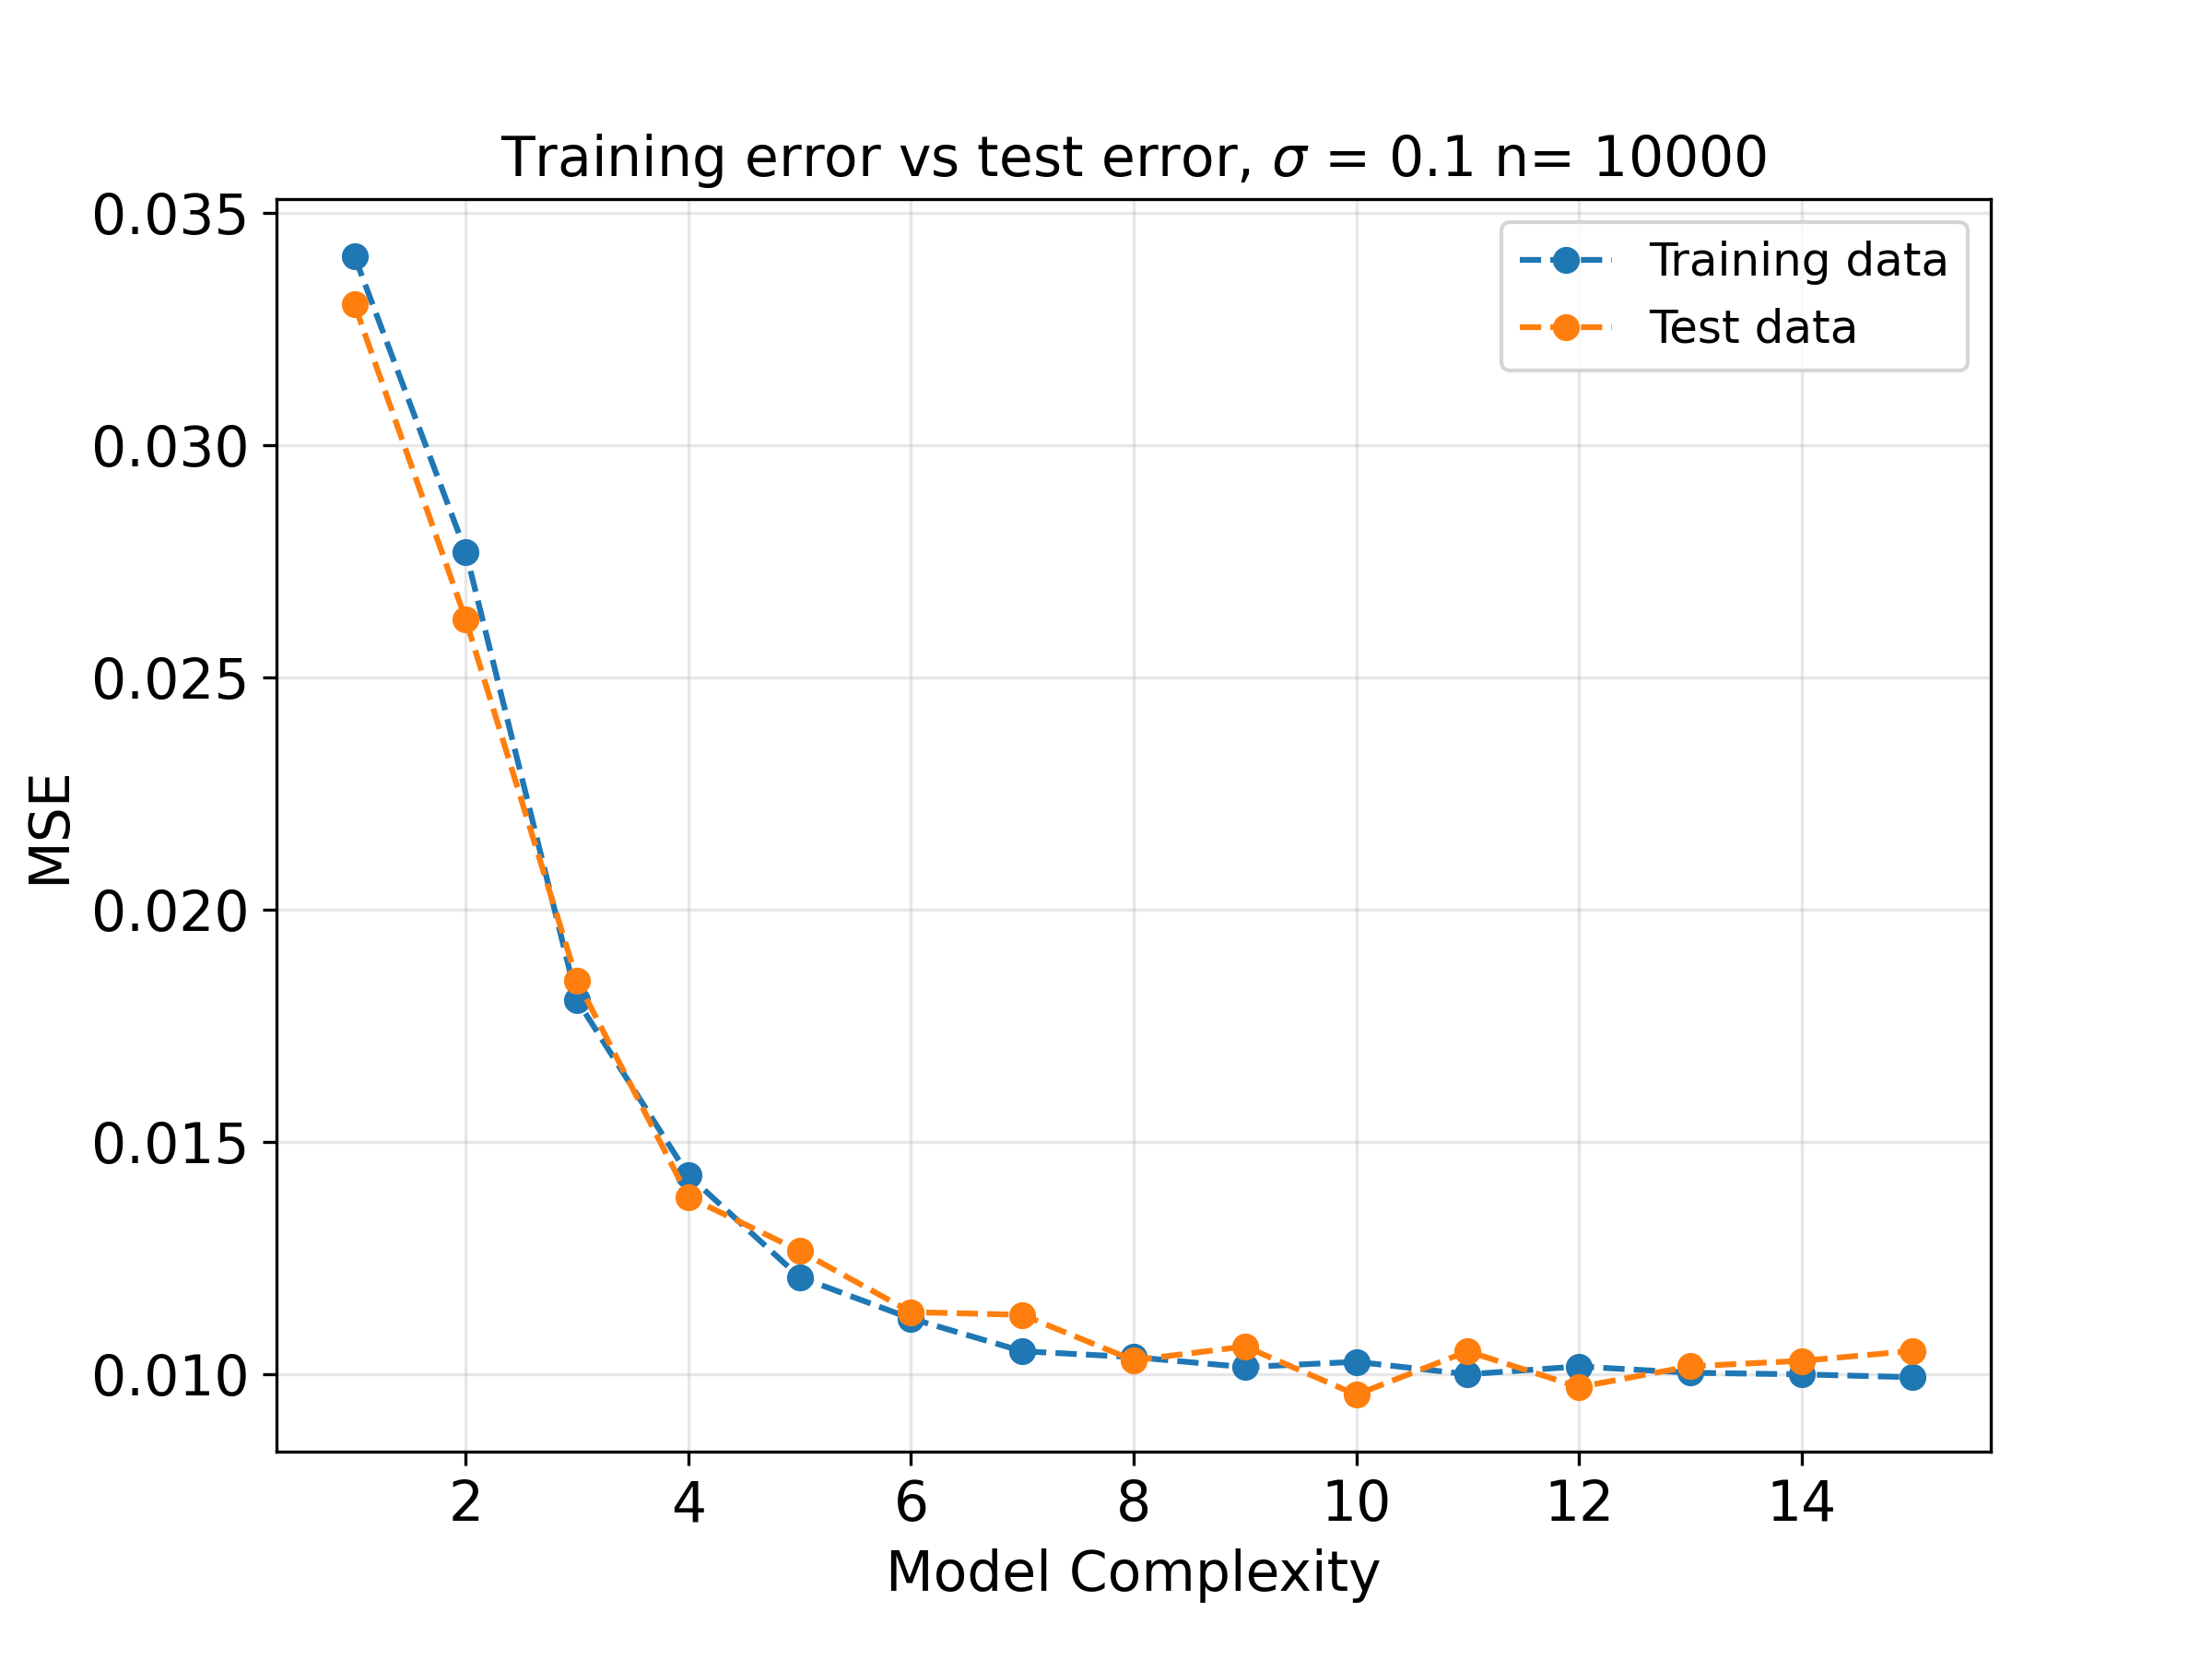 Training error vs test error, σ = 0.1 n= 10000
Training data
Test data
MSE
0.035
0.030
0.025
0.020
0.015
0.010
2 4 6 8 10 12 14
Model Complexity